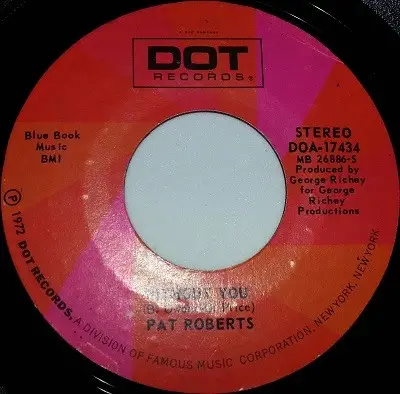 DOT
RECORDS®
Blue Book
Music
BMI
STEREO
DOA-17434
MB 26886-S
Produced by
George Richey
for George
Richey
Productions
YOU
Price)
PAT ROBERTS
℗ 1972 DOT RECORDS, A DIVISION OF FAMOUS MUSIC CORPORATION, NEW YORK, NEW YORK